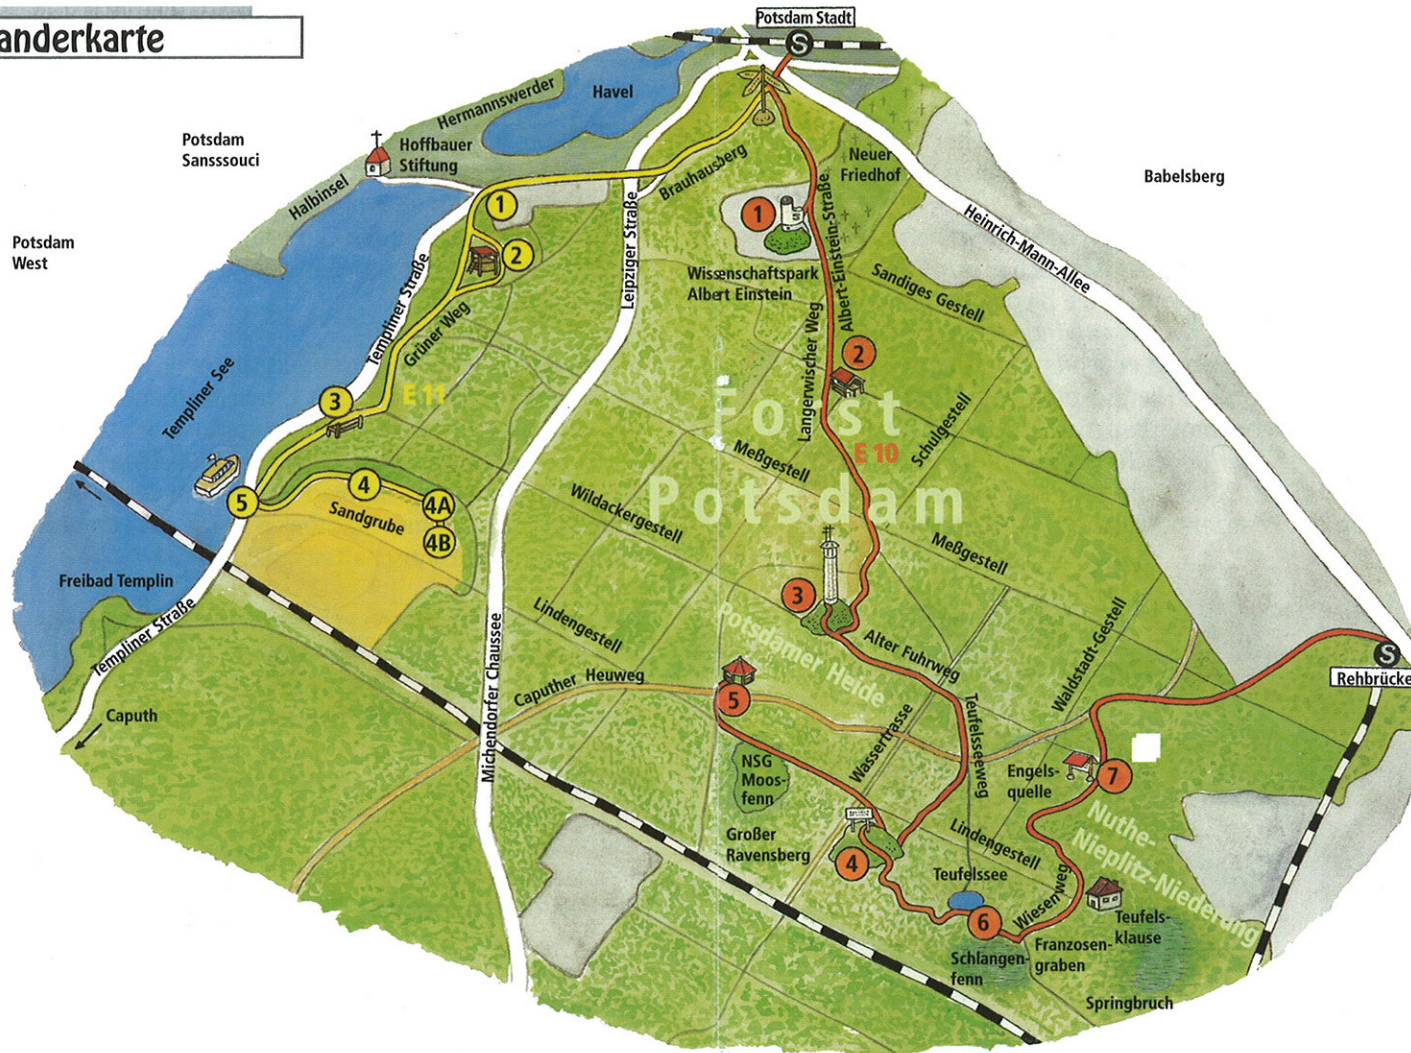 anderkarte
Potsdam Stadt
S
Havel
Hermannswerder
Hoffbauer
Stiftung
Halbinsel
Potsdam
Sansssouci
Potsdam
West
Babelsberg
Neuer
Friedhof
Brauhausberg
Heinrich-Mann-Allee
1
2
3
4
4A
4B
5
1
2
3
4
5
6
7
Wissenschaftspark
Albert Einstein
Albert-Einstein-Straße
Langerwischer Weg
Sandiges Gestell
Schulgestell
Leipziger Straße
Templiner Straße
Grüner Weg
E 11
Templiner See
Forst
Potsdam
E 10
Meßgestell
Meßgestell
Wildackergestell
Sandgrube
Freibad Templin
Templiner Straße
Caputh
Lindengestell
Caputher Heuweg
Michendorfer Chaussee
Potsdamer Heide
Alter Fuhrweg
Waldstadt-Gestell
S
Rehbrücke
Wassertrasse
Teufelsseeweg
NSG
Moos-
fenn
Engels-
quelle
Großer
Ravensberg
Lindengestell
Nuthe-
Nieplitz-Niederung
Teufelssee
Wiesenweg
Teufels-
klause
Franzosen-
graben
Schlangen-
fenn
Springbruch